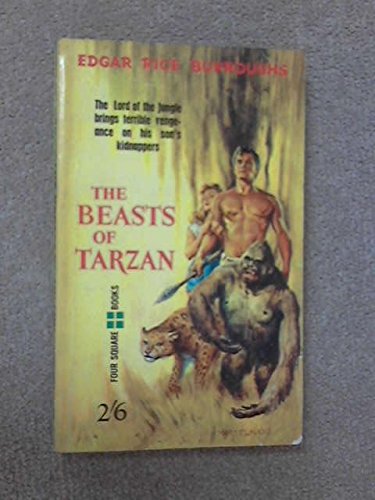 EDGAR RICE BURROUGHS
The Lord of the Jungle
brings terrible venge-
ance on his son's
kidnappers
THE
BEASTS
OF
TARZAN
FOUR SQUARE BOOKS
2/6